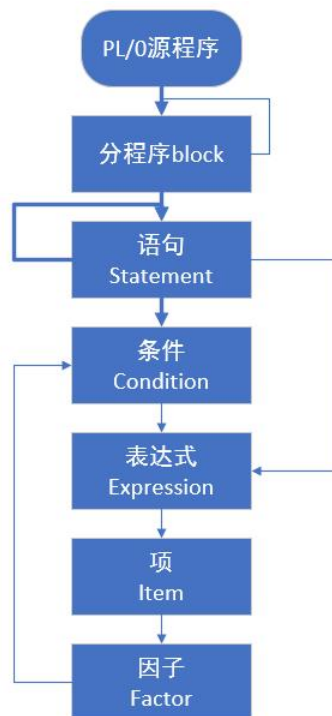 PL/0源程序
分程序block
语句
Statement
条件
Condition
表达式
Expression
项
Item
因子
Factor